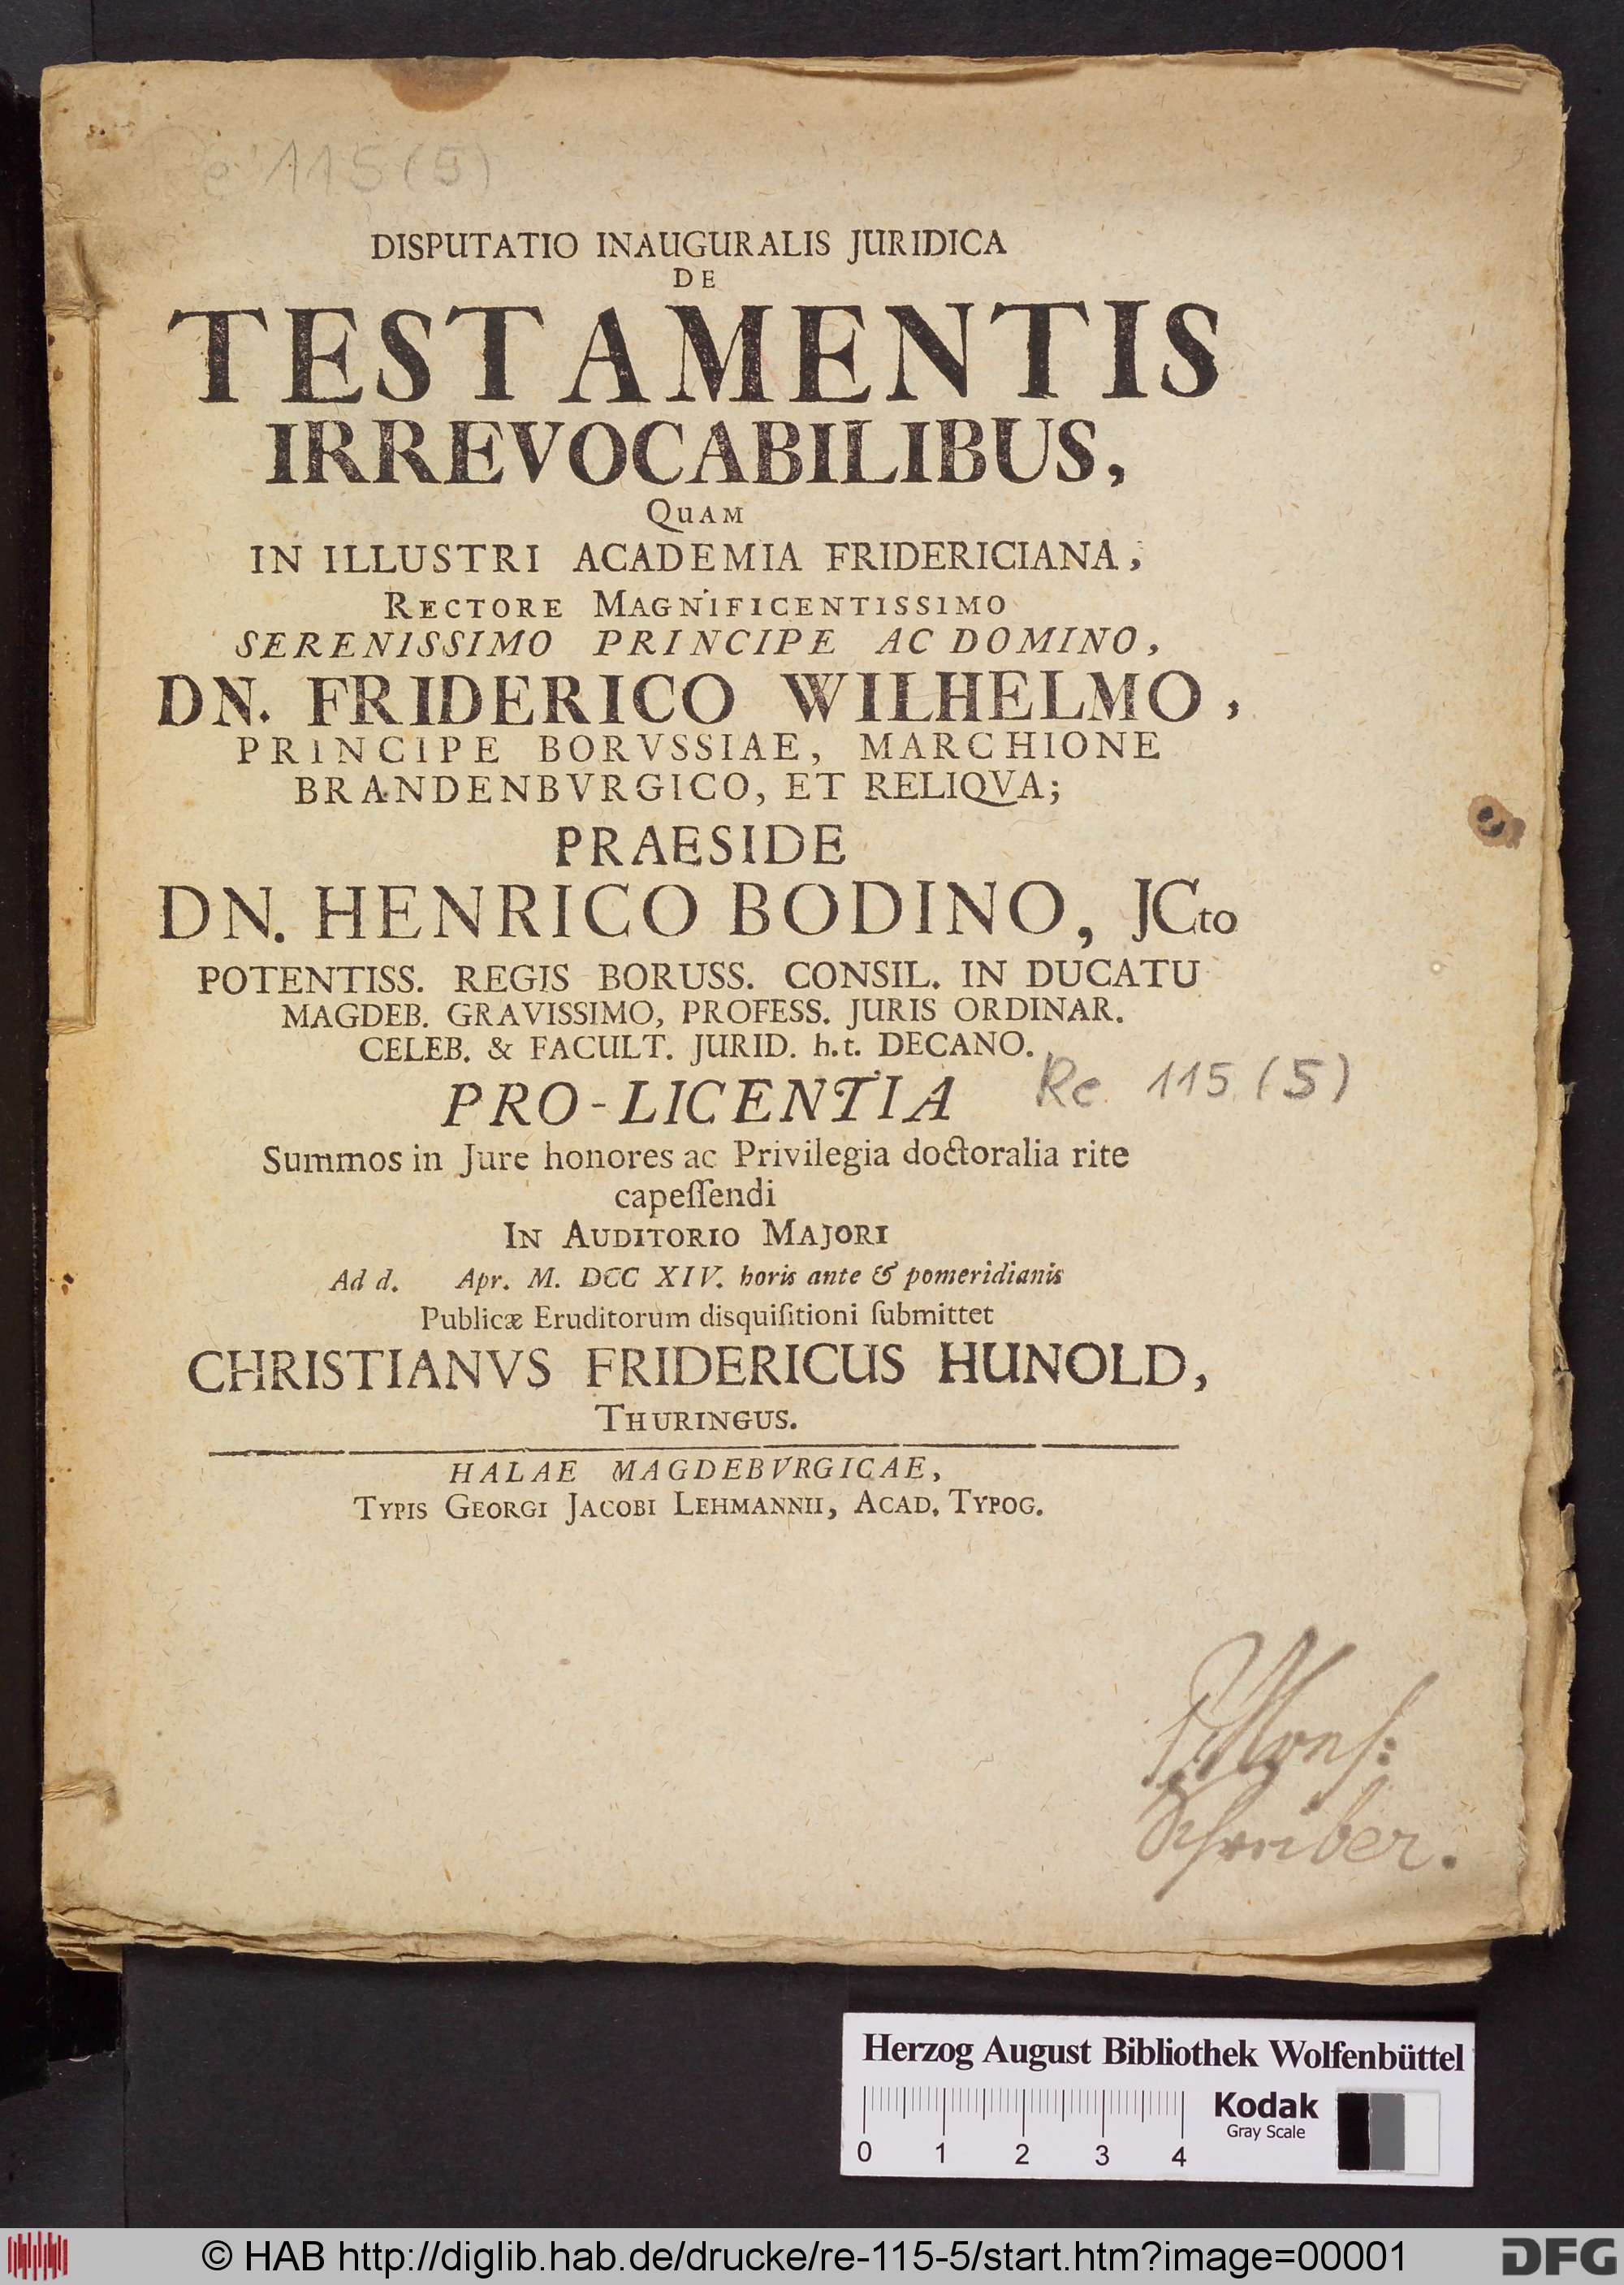 115 (5)
DISPUTATIO INAUGURALIS JURIDICA
DE
TESTAMENTIS
IRREVOCABILIBUS,
QUAM
IN ILLUSTRI ACADEMIA FRIDERICIANA,
RECTORE MAGNIFICENTISSIMO
SERENISSIMO PRINCIPE AC DOMINO,
DN. FRIDERICO WILHELMO,
PRINCIPE BORVSSIAE, MARCHIONE
BRANDENBVRGICO, ET RELIQVA;
PRAESIDE
DN. HENRICO BODINO, JCto
POTENTISS. REGIS BORUSS. CONSIL. IN DUCATU
MAGDEB. GRAVISSIMO, PROFESS. JURIS ORDINAR.
CELEB. & FACULT. JURID. h. t. DECANO.
PRO-LICENTIA
Re. 115. (5)
Summos in Jure honores ac Privilegia doctoralia rite
capeſſendi
IN AUDITORIO MAJORI
Ad d. Apr. M. DCC XIV. horis ante & pomeridianis
Publicæ Eruditorum disquiſitioni ſubmittet
CHRISTIANVS FRIDERICUS HUNOLD,
THURINGUS.
HALAE MAGDEBVRGICAE,
TYPIS GEORGI JACOBI LEHMANNII, ACAD. TYPOG.
Monſ:
Schreiber.
Herzog August Bibliothek Wolfenbüttel
Kodak
Gray Scale
0 1 2 3 4
© HAB http://diglib.hab.de/drucke/re-115-5/start.htm?image=00001
DFG